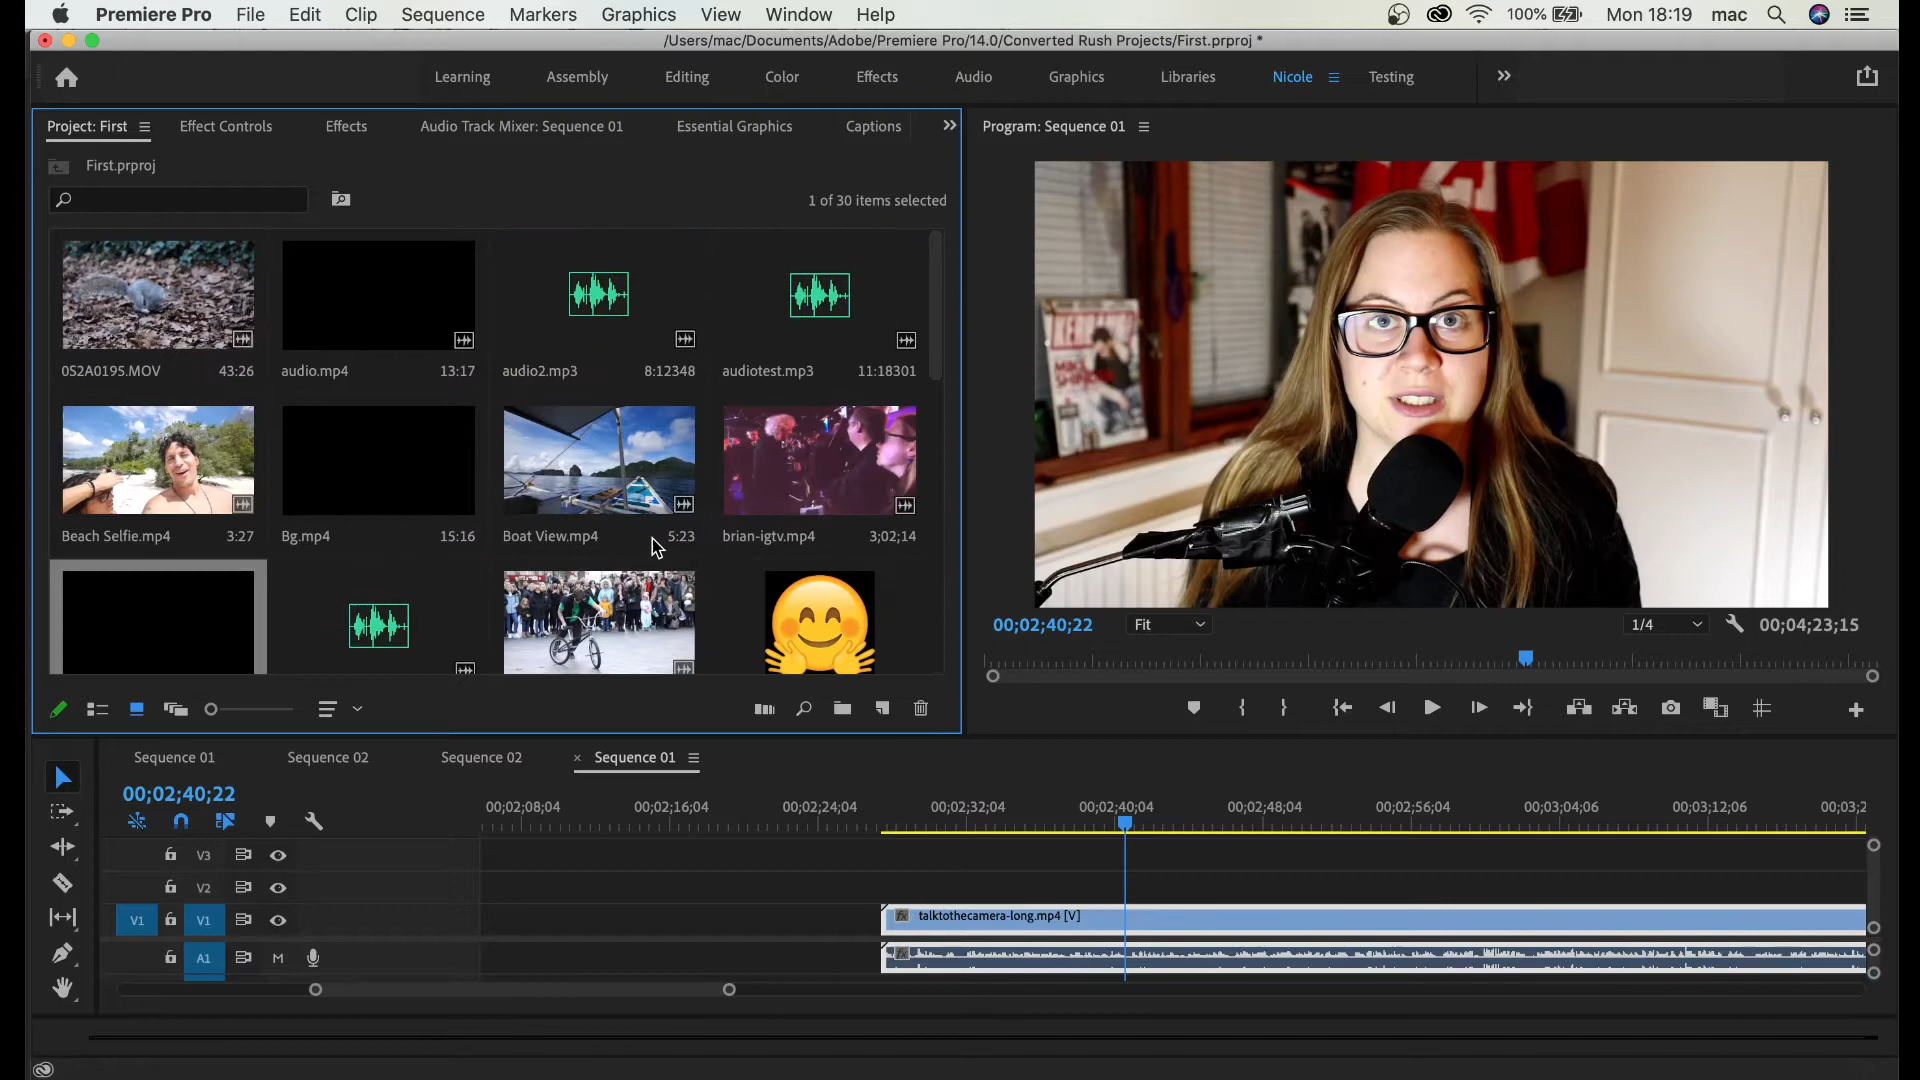 Premiere Pro File Edit Clip Sequence Markers Graphics View Window Help 100% Mon 18:19 mac
/Users/mac/Documents/Adobe/Premiere Pro/14.0/Converted Rush Projects/First.prproj *
Learning Assembly Editing Color Effects Audio Graphics Libraries Nicole Testing
Project: First Effect Controls Effects Audio Track Mixer: Sequence 01 Essential Graphics Captions
Program: Sequence 01
First.prproj
1 of 30 items selected
0S2A0195.MOV 43:26 audio.mp4 13:17 audio2.mp3 8:12348 audiotest.mp3 11:18301
Beach Selfie.mp4 3:27 Bg.mp4 15:16 Boat View.mp4 5:23 brian-igtv.mp4 3;02;14
00;02;40;22 Fit 1/4 00;04;23;15
Sequence 01 Sequence 02 Sequence 02 × Sequence 01
00;02;40;22
00;02;08;04 00;02;16;04 00;02;24;04 00;02;32;04 00;02;40;04 00;02;48;04 00;02;56;04 00;03;04;06 00;03;12;06 00;03;2
V3
V2
V1 V1 fx talktothecamera-long.mp4 [V]
A1 M fx